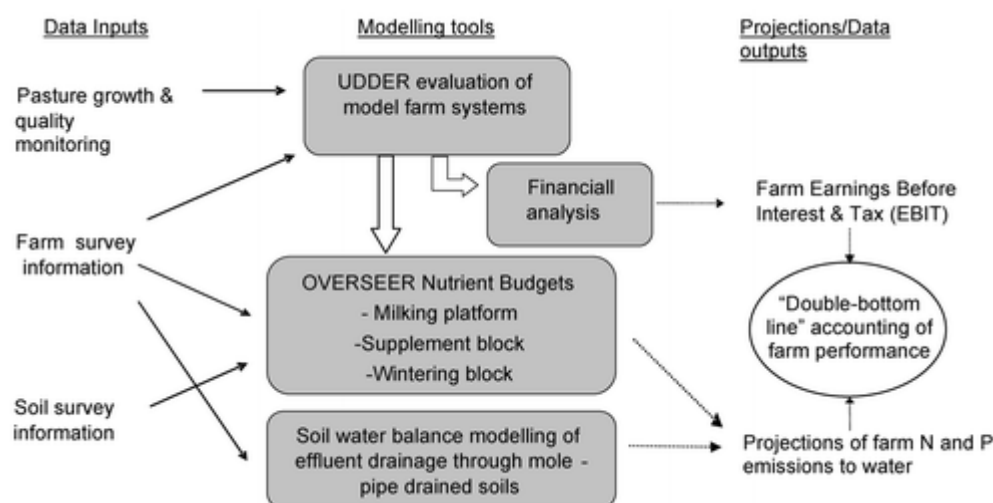 Data Inputs
Modelling tools
Projections/Data
outputs
Pasture growth &
quality
monitoring
UDDER evaluation of
model farm systems
Financiall
analysis
Farm Earnings Before
Interest & Tax (EBIT)
Farm survey
information
OVERSEER Nutrient Budgets
- Milking platform
-Supplement block
-Wintering block
“Double-bottom
line” accounting of
farm performance
Soil survey
information
Soil water balance modelling of
effluent drainage through mole -
pipe drained soils
Projections of farm N and P
emissions to water